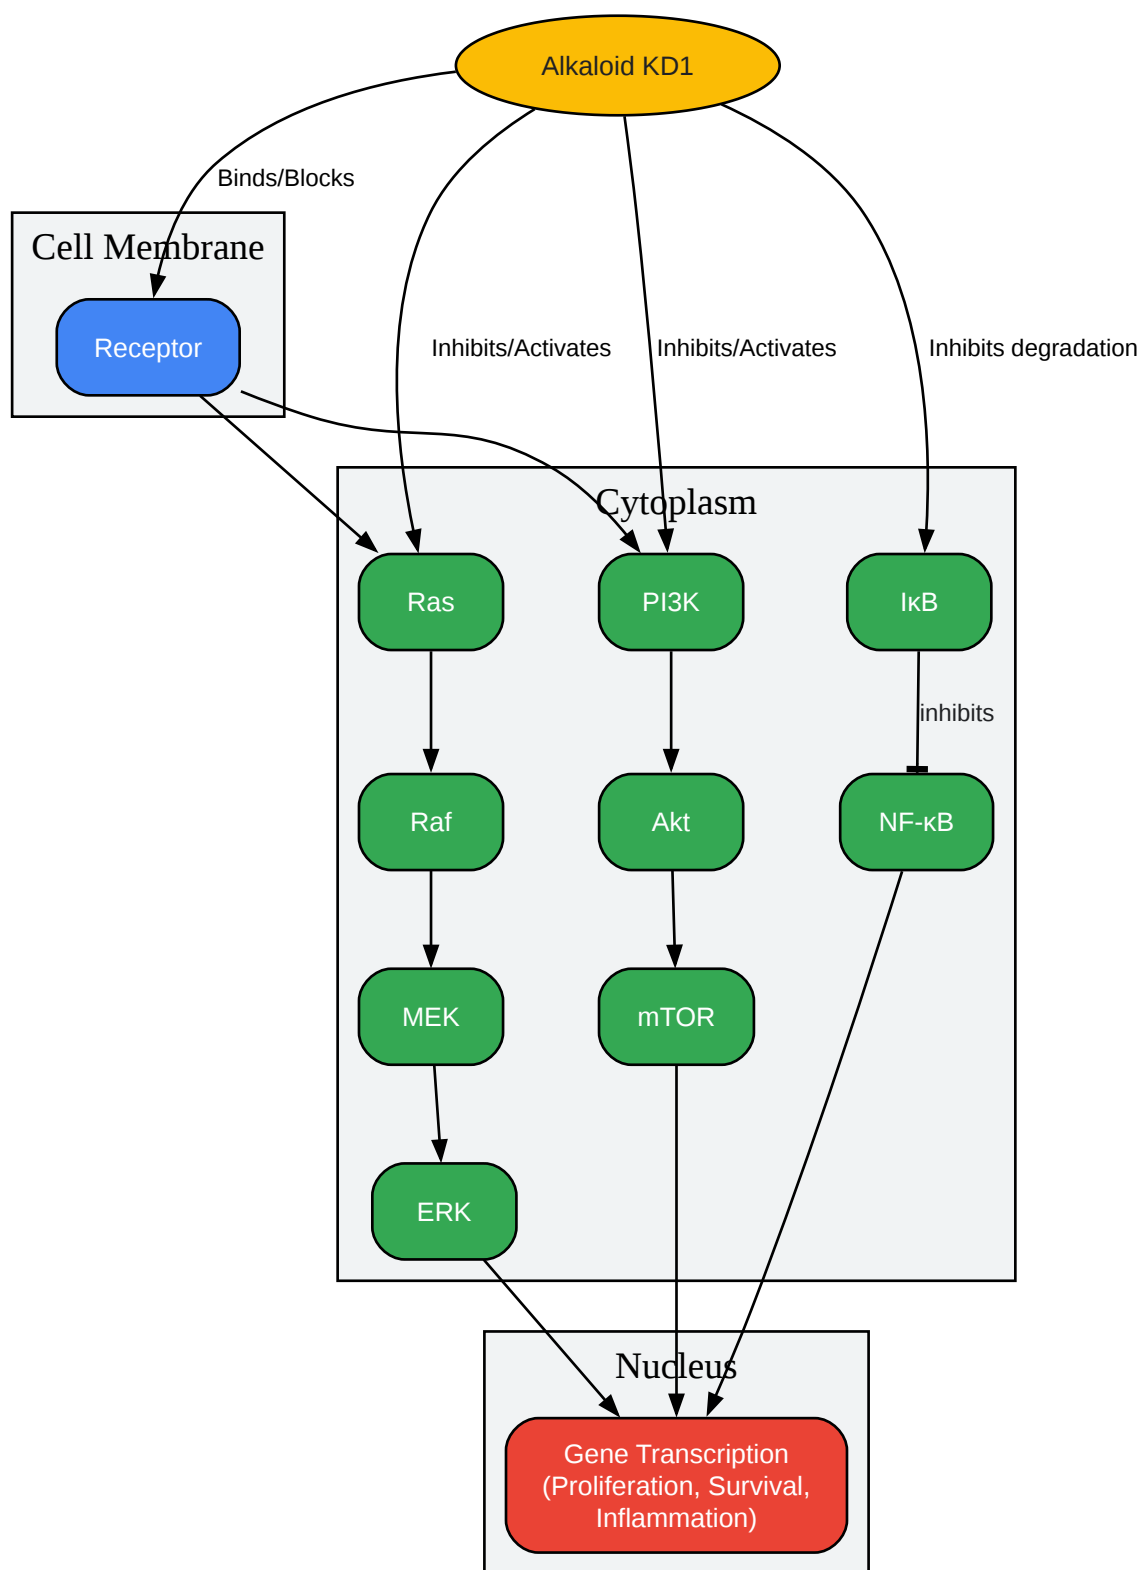 Alkaloid KD1
Binds/Blocks
Cell Membrane
Receptor
Inhibits/Activates
Inhibits/Activates
Inhibits degradation
Cytoplasm
Ras
PI3K
IκB
inhibits
Raf
Akt
NF-κB
MEK
mTOR
ERK
Nucleus
Gene Transcription
(Proliferation, Survival,
Inflammation)